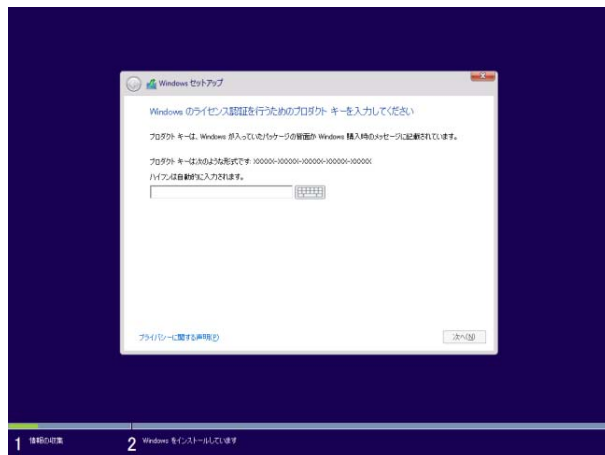 Windows セットアップ
Windows のライセンス認証を行うためのプロダクト キーを入力してください
プロダクト キーは、Windows が入っていたパッケージの背面か Windows 購入時のメッセージに記載されています。
プロダクト キーは次のような形式です: XXXXX-XXXXX-XXXXX-XXXXX-XXXXX
ハイフンは自動的に入力されます。
プライバシーに関する声明(P)
次へ(N)
1 情報の収集
2 Windows をインストールしています